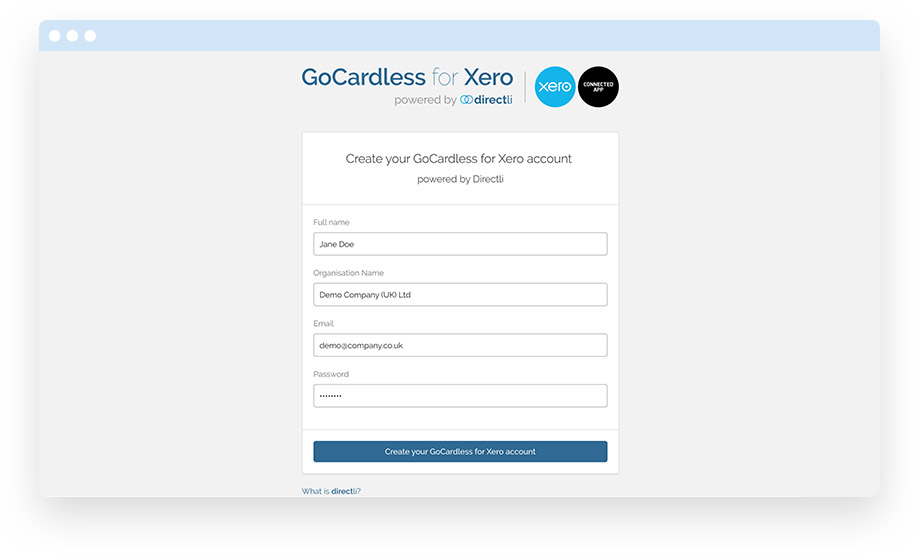 GoCardless for Xero
powered by directli
xero
CONNECTED
APP
Create your GoCardless for Xero account
powered by Directli
Full name
Jane Doe
Organisation Name
Demo Company (UK) Ltd
Email
demo@company.co.uk
Password
••••••••
Create your GoCardless for Xero account
What is directli?